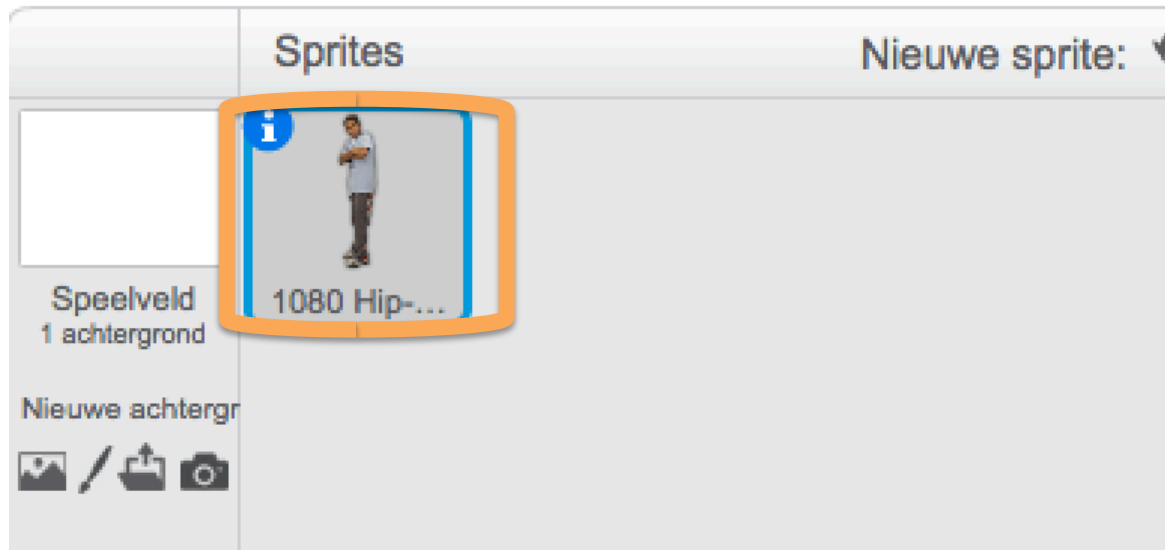 Sprites
Nieuwe sprite:
1080 Hip-...
Speelveld
1 achtergrond
Nieuwe achtergr